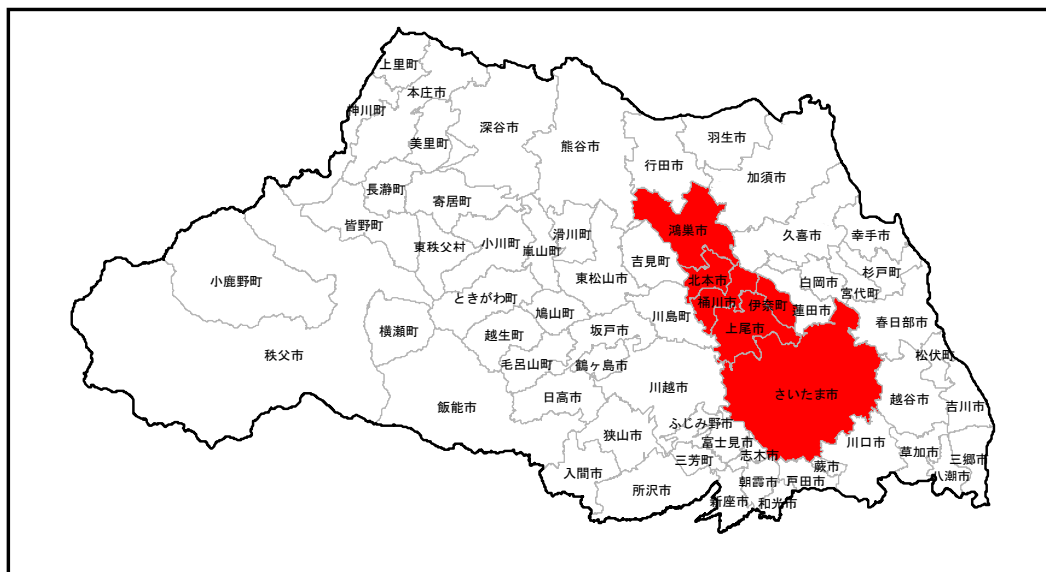 上里町
本庄市
神川町
美里町
深谷市
熊谷市
羽生市
行田市
加須市
長瀞町
寄居町
皆野町
東秩父村
小川町
嵐山町
滑川町
鴻巣市
久喜市
幸手市
吉見町
東松山市
小鹿野町
北本市
白岡市
杉戸町
宮代町
ときがわ町
鳩山町
川島町
桶川市
伊奈町
蓮田市
横瀬町
越生町
坂戸市
上尾市
春日部市
秩父市
毛呂山町
鶴ヶ島市
松伏町
川越市
さいたま市
日高市
飯能市
越谷市
吉川市
ふじみ野市
狭山市
富士見市
川口市
三芳町
志木市
草加市
三郷市
入間市
蕨市
八潮市
所沢市
朝霞市
戸田市
新座市
和光市